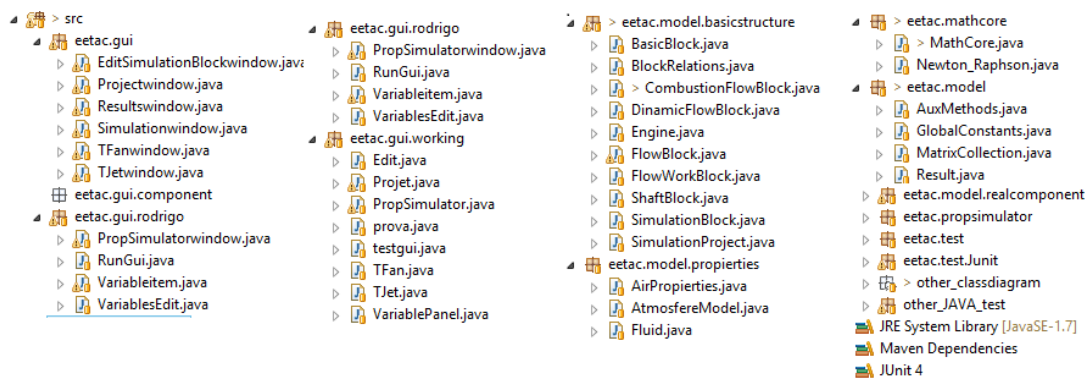 > src
eetac.gui
EditSimulationBlockwindow.java
Projectwindow.java
Resultswindow.java
Simulationwindow.java
TFanwindow.java
TJetwindow.java
eetac.gui.component
eetac.gui.rodrigo
PropSimulatorwindow.java
RunGui.java
Variableitem.java
VariablesEdit.java
eetac.gui.rodrigo
PropSimulatorwindow.java
RunGui.java
Variableitem.java
VariablesEdit.java
eetac.gui.working
Edit.java
Projet.java
PropSimulator.java
prova.java
testgui.java
TFan.java
TJet.java
VariablePanel.java
> eetac.model.basicstructure
BasicBlock.java
BlockRelations.java
> CombustionFlowBlock.java
DinamicFlowBlock.java
Engine.java
FlowBlock.java
FlowWorkBlock.java
ShaftBlock.java
SimulationBlock.java
SimulationProject.java
eetac.model.propierties
AirPropierties.java
AtmosfereModel.java
Fluid.java
> eetac.mathcore
> MathCore.java
Newton_Raphson.java
> eetac.model
AuxMethods.java
GlobalConstants.java
MatrixCollection.java
Result.java
eetac.model.realcomponent
eetac.propsimulator
eetac.test
eetac.test.Junit
> other_classdiagram
other_JAVA_test
JRE System Library [JavaSE-1.7]
Maven Dependencies
JUnit 4